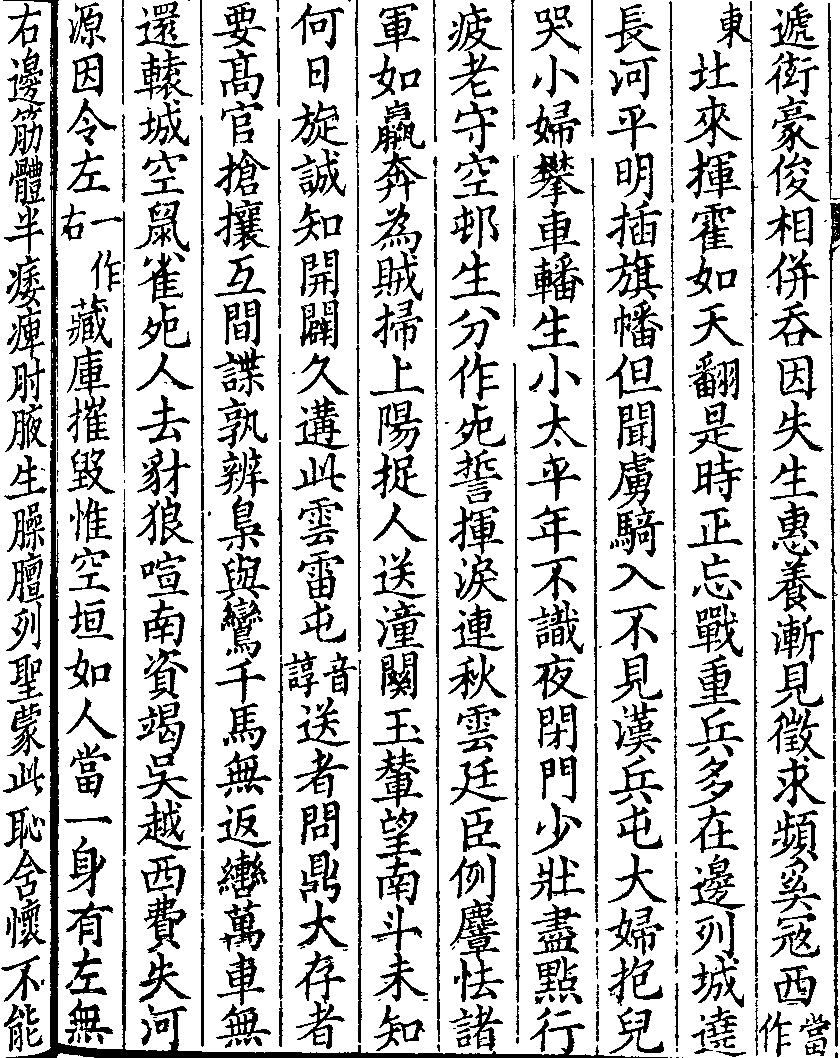 遞衒豪俊相併吞因失生惠養漸見徵求頻奚寇西當作
東𡉏來揮霍如天翻是時正忘戰重兵多在邊列城遶
長河平明插旗幡但聞虜騎入不見漢兵屯大婦抱兒
哭小婦攀車轓生小太平年不識夜閉門少壯盡點行
疲老守空邨生分作死誓揮淚連秋雲廷臣例麞怯諸
軍如羸奔為賊掃上陽捉人送潼關玉輦望南斗未知
何日旋誠知開闢久遘此雲雷屯音諄送者問鼎大存者
要髙官搶攘互間諜孰辨梟與鸞千馬無返轡萬車無
還轅城空鼠雀死人去豺狼喧南資竭吳越西費失河
源因令左一作右藏庫摧毀惟空垣如人當一身有左無
右邊筋體半痿痺肘腋生臊膻列聖蒙此恥含懷不能